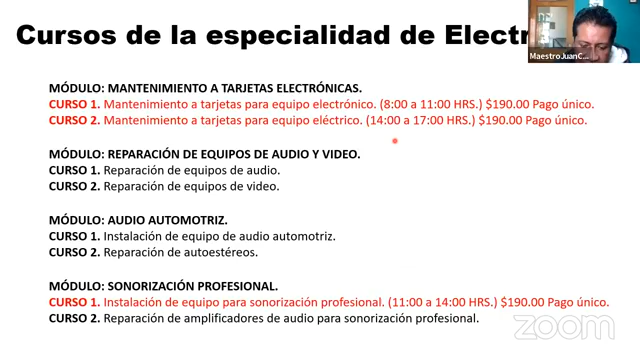 Cursos de la especialidad de Electr
MaestroJuanC...
MÓDULO: MANTENIMIENTO A TARJETAS ELECTRÓNICAS.
CURSO 1. Mantenimiento a tarjetas para equipo electrónico. (8:00 a 11:00 HRS.) $190.00 Pago único.
CURSO 2. Mantenimiento a tarjetas para equipo eléctrico. (14:00 a 17:00 HRS.) $190.00 Pago único.
MÓDULO: REPARACIÓN DE EQUIPOS DE AUDIO Y VIDEO.
CURSO 1. Reparación de equipos de audio.
CURSO 2. Reparación de equipos de video.
MÓDULO: AUDIO AUTOMOTRIZ.
CURSO 1. Instalación de equipo de audio automotriz.
CURSO 2. Reparación de autoestéreos.
MÓDULO: SONORIZACIÓN PROFESIONAL.
CURSO 1. Instalación de equipo para sonorización profesional. (11:00 a 14:00 HRS.) $190.00 Pago único.
CURSO 2. Reparación de amplificadores de audio para sonorización profesional.
zoom